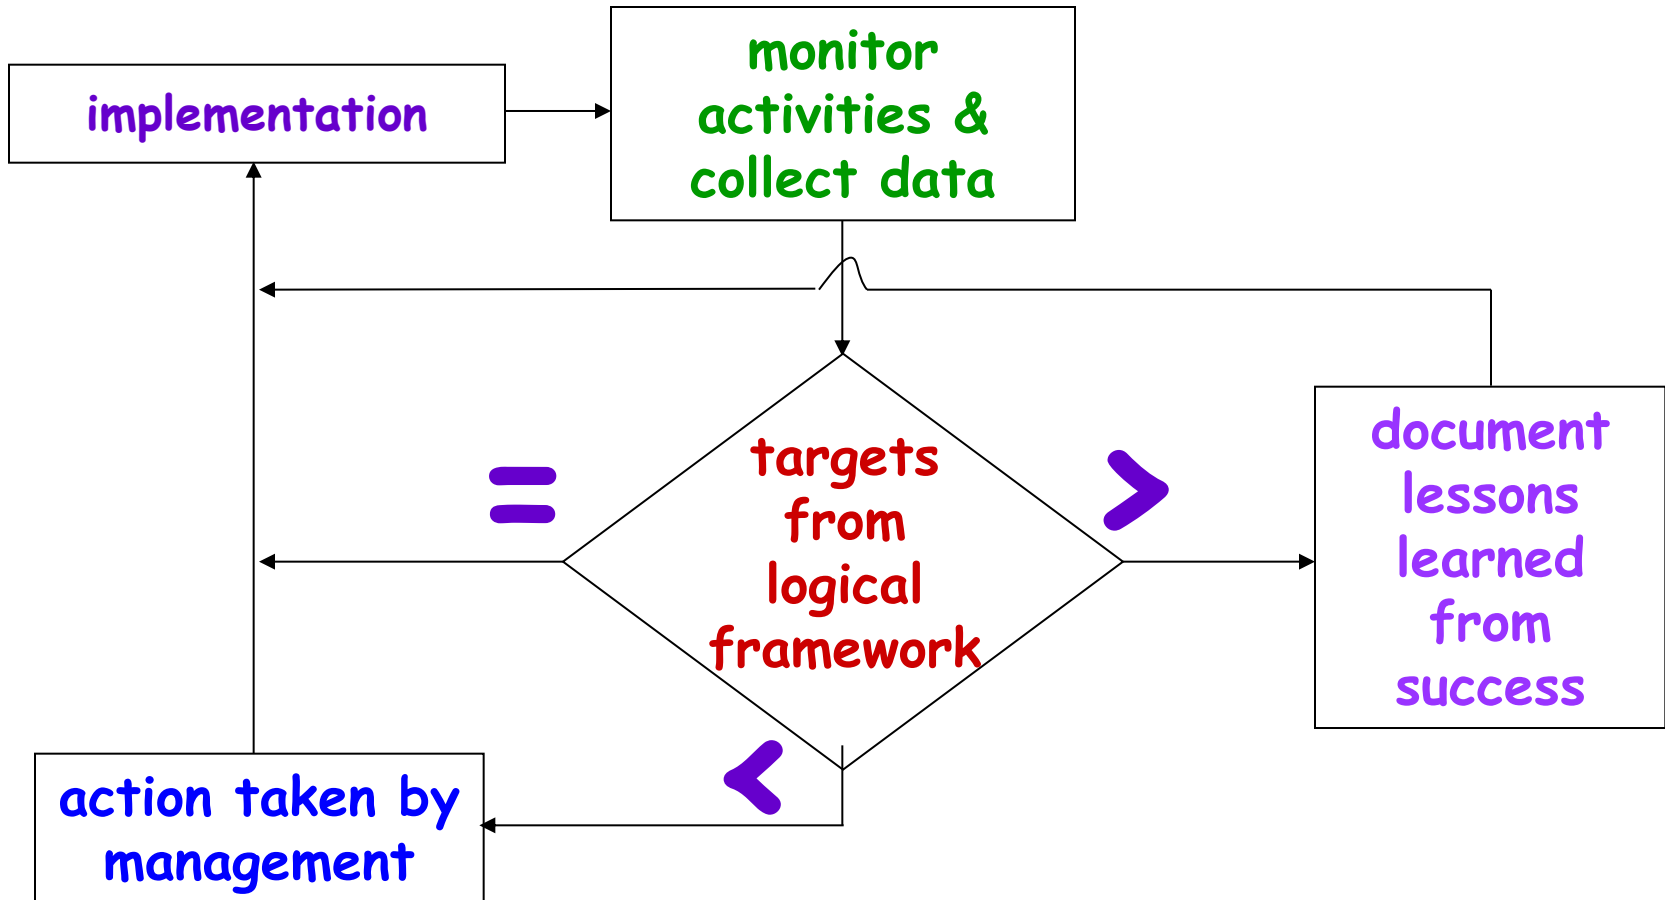 implementation
monitor
activities &
collect data
=
>
targets
from
logical
framework
document
lessons
learned
from
success
<
action taken by
management